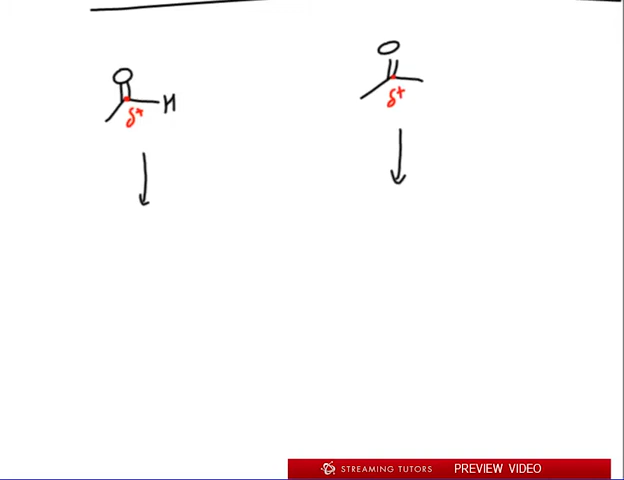 O
O
H
δ+
δ+
STREAMING TUTORS PREVIEW VIDEO